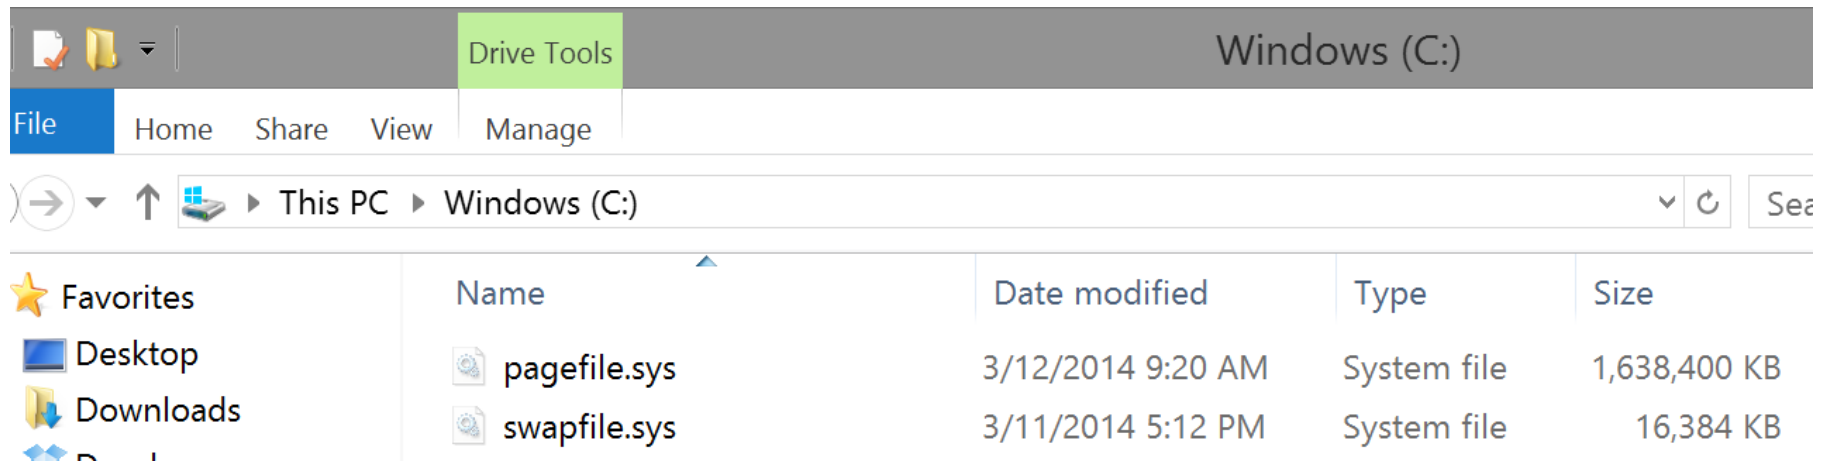 Drive Tools
Windows (C:)
File Home Share View Manage
This PC Windows (C:)
Favorites
Name Date modified Type Size
Desktop
pagefile.sys 3/12/2014 9:20 AM System file 1,638,400 KB
Downloads
swapfile.sys 3/11/2014 5:12 PM System file 16,384 KB